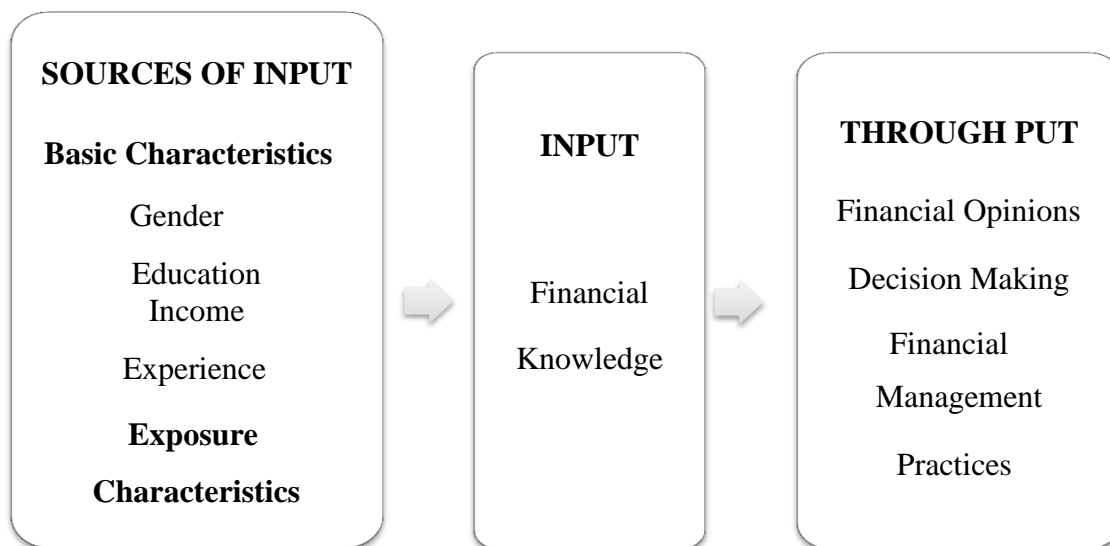 SOURCES OF INPUT
Basic Characteristics
Gender
Education
Income
Experience
Exposure
Characteristics
INPUT
Financial
Knowledge
THROUGH PUT
Financial Opinions
Decision Making
Financial
Management
Practices